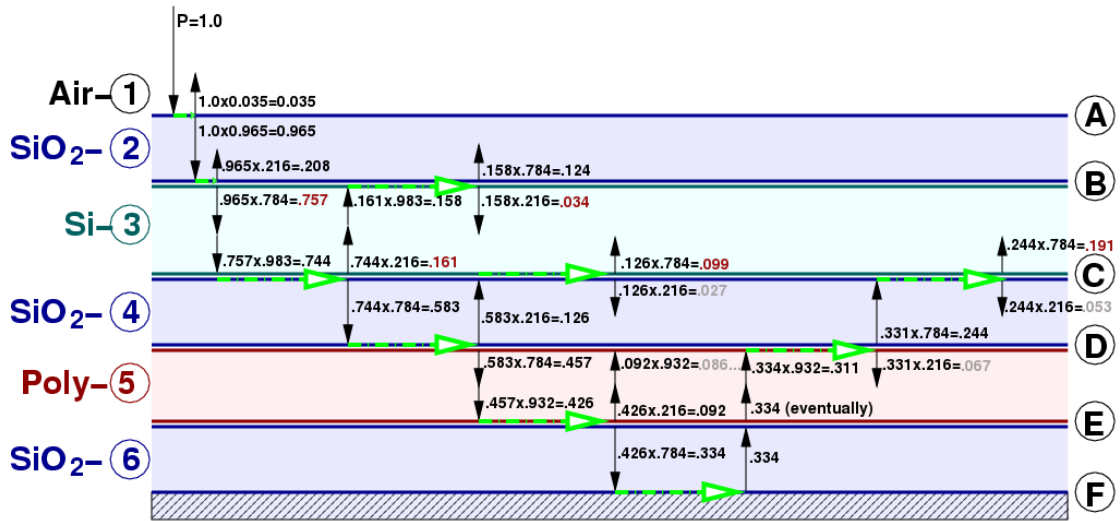 P=1.0
Air-1
1.0x0.035=0.035
A
1.0x0.965=0.965
SiO2-2
.965x.216=.208
.158x.784=.124
B
.965x.784=.757
.161x.983=.158
.158x.216=.034
Si-3
.757x.983=.744
.744x.216=.161
.126x.784=.099
.244x.784=.191
C
.126x.216=.027
.244x.216=.053
SiO2-4
.744x.784=.583
.583x.216=.126
.331x.784=.244
D
.583x.784=.457
.092x.932=.086...
.334x.932=.311
.331x.216=.067
Poly-5
.457x.932=.426
.426x.216=.092
.334 (eventually)
E
SiO2-6
.426x.784=.334
.334
F